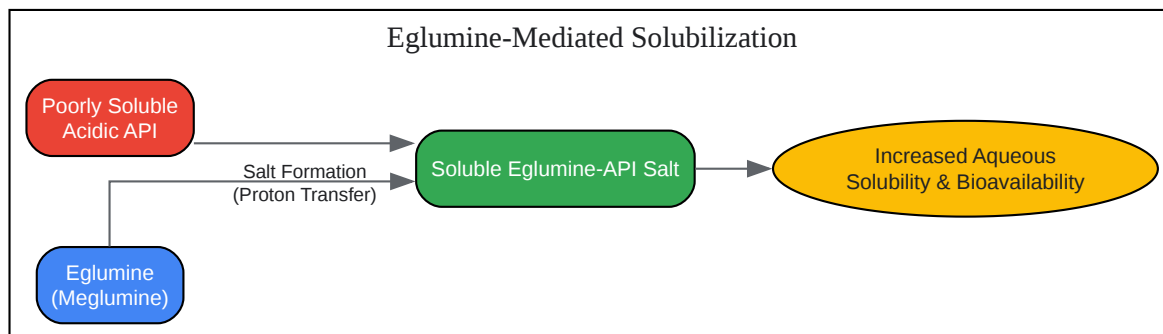 Eglumine-Mediated Solubilization
Poorly Soluble
Acidic API
Salt Formation
(Proton Transfer)
Soluble Eglumine-API Salt
Increased Aqueous
Solubility & Bioavailability
Eglumine
(Meglumine)